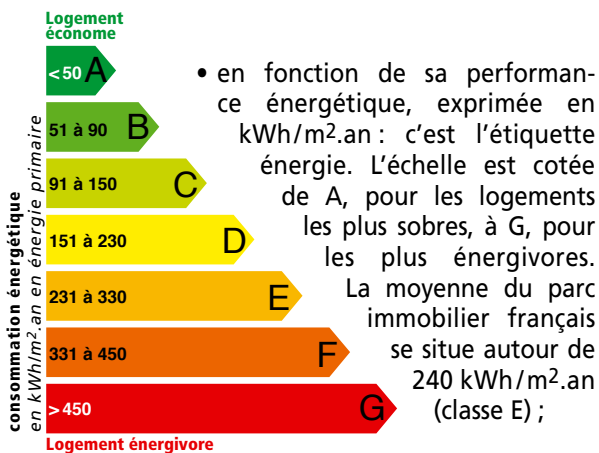 Logement
économe
<50 A
51 à 90 B
91 à 150 C
151 à 230 D
231 à 330 E
331 à 450 F
>450 G
Logement énergivore
consommation énergétique
en kWh/m².an en énergie primaire
• en fonction de sa performan-
ce énergétique, exprimée en
kWh/m².an : c'est l'étiquette
énergie. L'échelle est cotée
de A, pour les logements
les plus sobres, à G, pour
les plus énergivores.
La moyenne du parc
immobilier français
se situe autour de
240 kWh/m².an
(classe E) ;